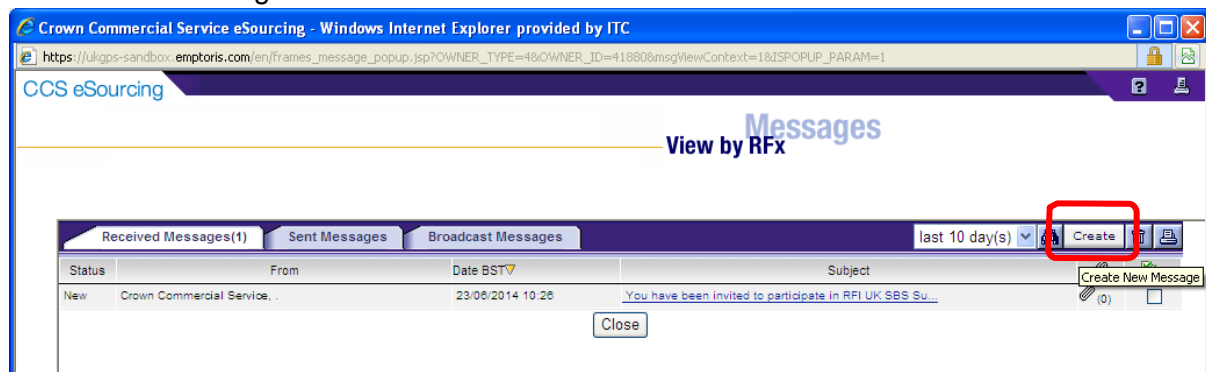 Crown Commercial Service eSourcing - Windows Internet Explorer provided by ITC
https://ukgps-sandbox.emptoris.com/en/frames_message_popup.jsp?OWNER_TYPE=4&OWNER_ID=41880&msgViewContext=1&ISPOPUP_PARAM=1
CCS eSourcing
Messages
View by RFx
Received Messages(1) Sent Messages Broadcast Messages last 10 day(s) Create
Status From Date BST Subject
Create New Message
New Crown Commercial Service, . 23/06/2014 10:26 You have been invited to participate in RFI UK SBS Su... (0)
Close